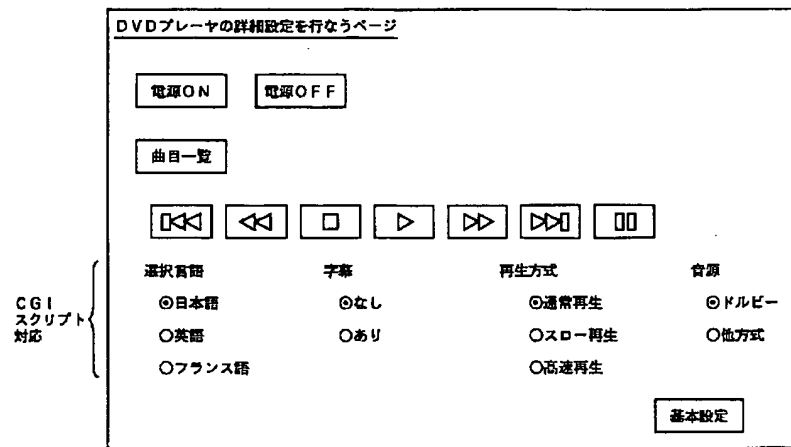 DVDプレーヤの詳細設定を行なうページ
電源ON 電源OFF
曲目一覧
選択言語 字幕 再生方式 音源
◎日本語 ◎なし ◎通常再生 ◎ドルビー
○英語 ○あり ○スロー再生 ○他方式
○フランス語 ○高速再生
CGI
スクリプト
対応
基本設定